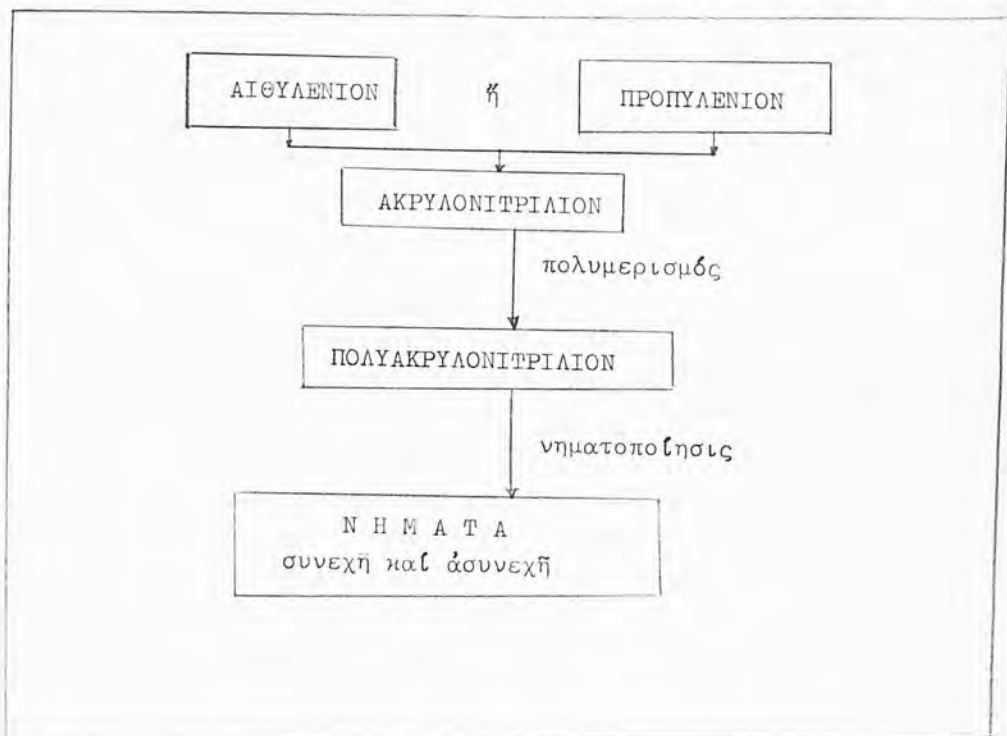 ΑΙΘΥΛΕΝΙΟΝ ἤ ΠΡΟΠΥΛΕΝΙΟΝ
ΑΚΡΥΛΟΝΙΤΡΙΛΙΟΝ
πολυμερισμός
ΠΟΛΥΑΚΡΥΛΟΝΙΤΡΙΛΙΟΝ
νηματοποίησις
Ν Η Μ Α Τ Α
συνεχῆ καί ἀσυνεχῆ